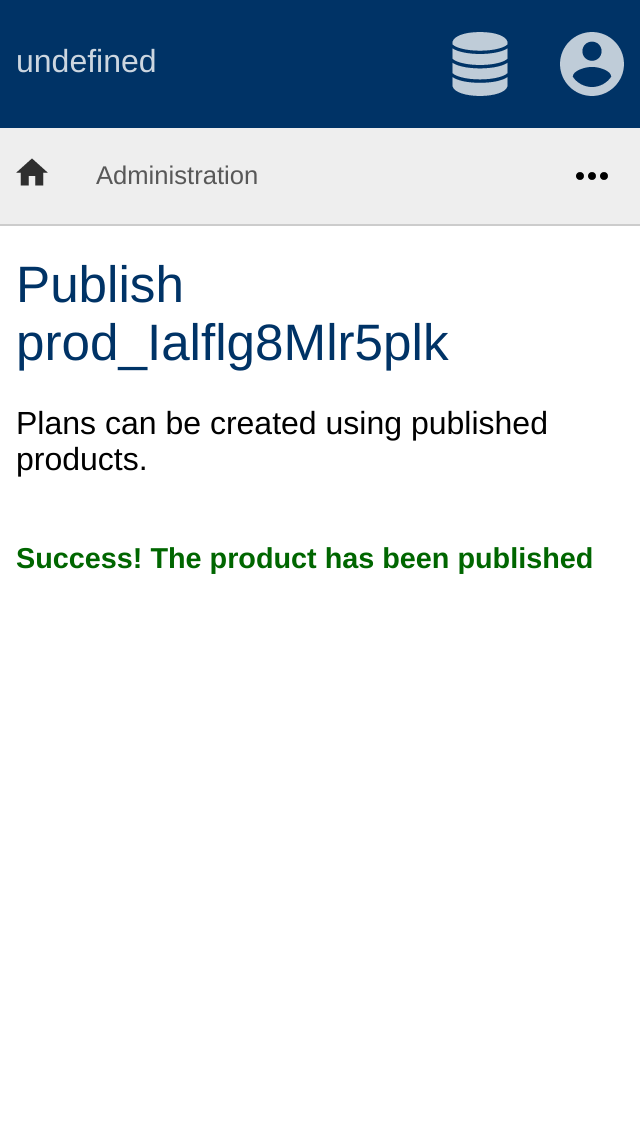 undefined
Administration
Publish
prod_Ialflg8Mlr5plk
Plans can be created using published
products.
Success! The product has been published